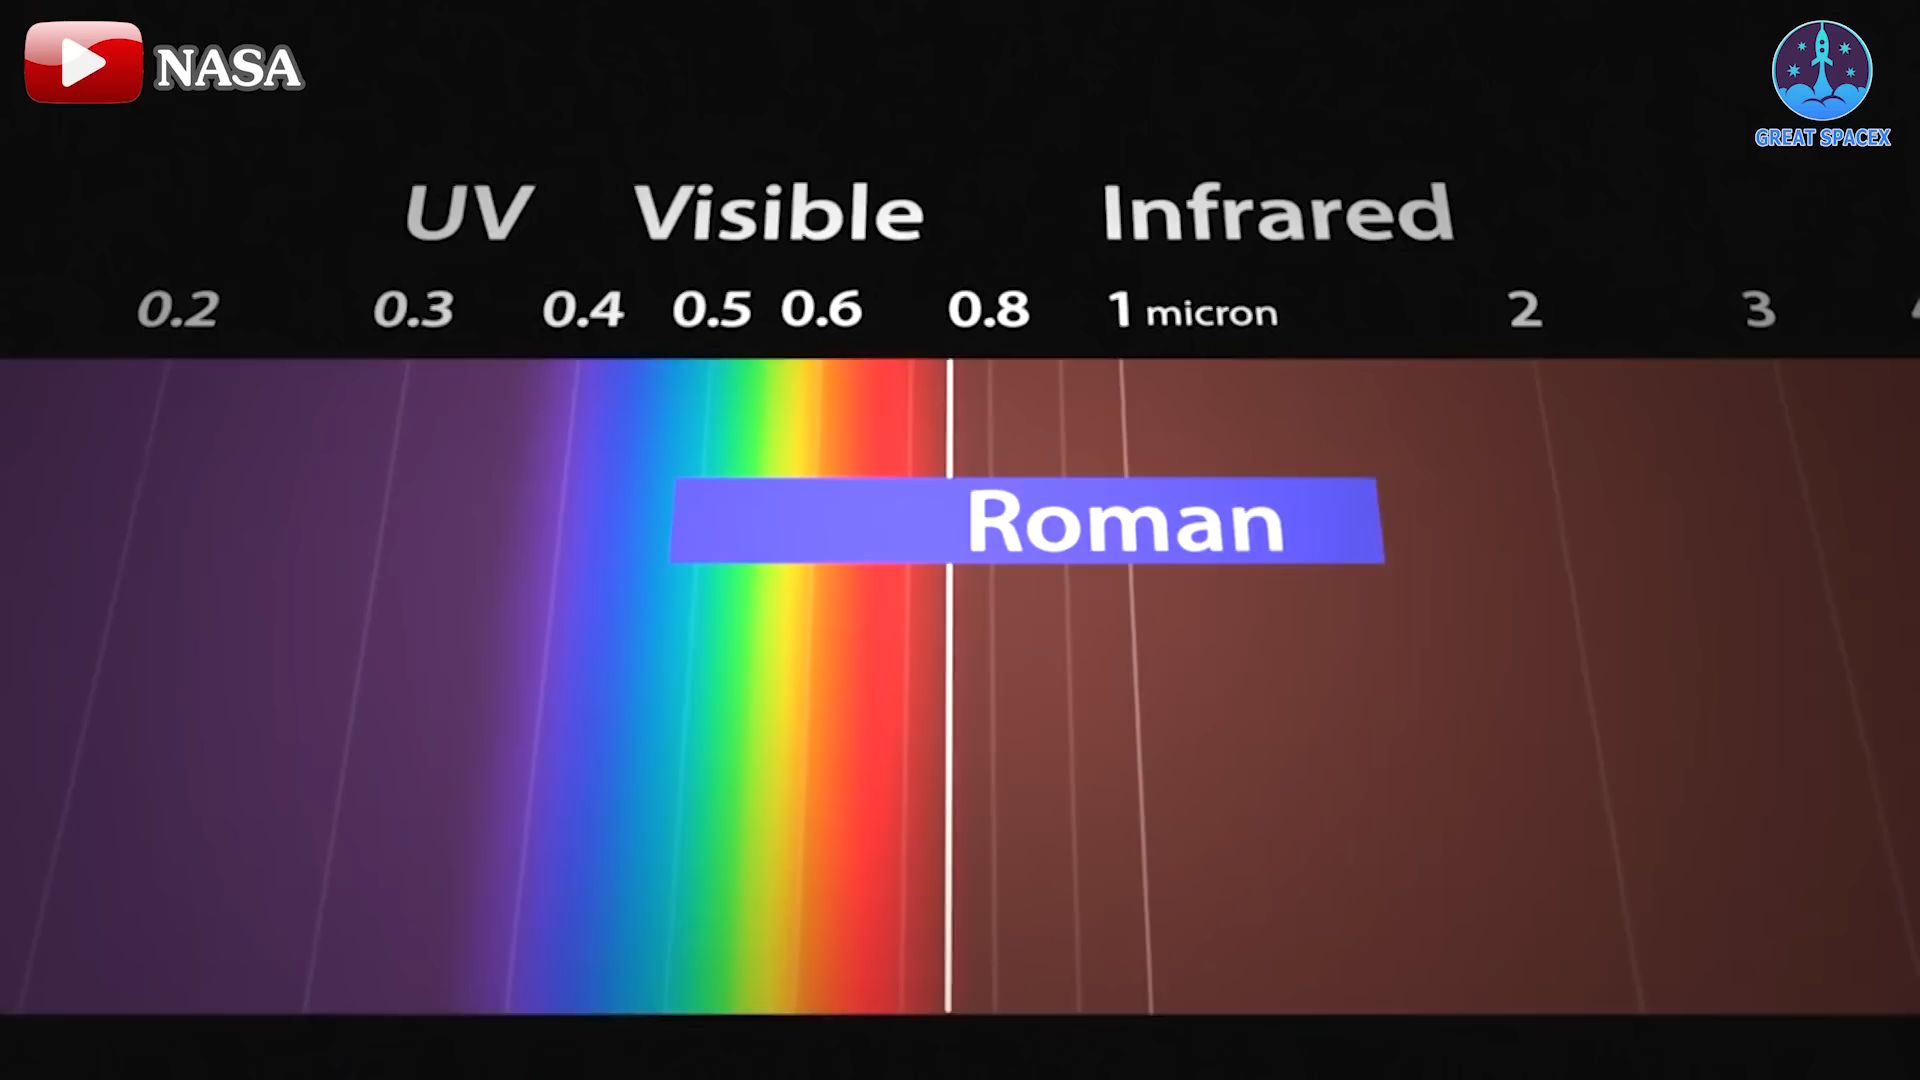 NASA
GREAT SPACEX
UV Visible Infrared
0.2 0.3 0.4 0.5 0.6 0.8 1 micron 2 3
Roman